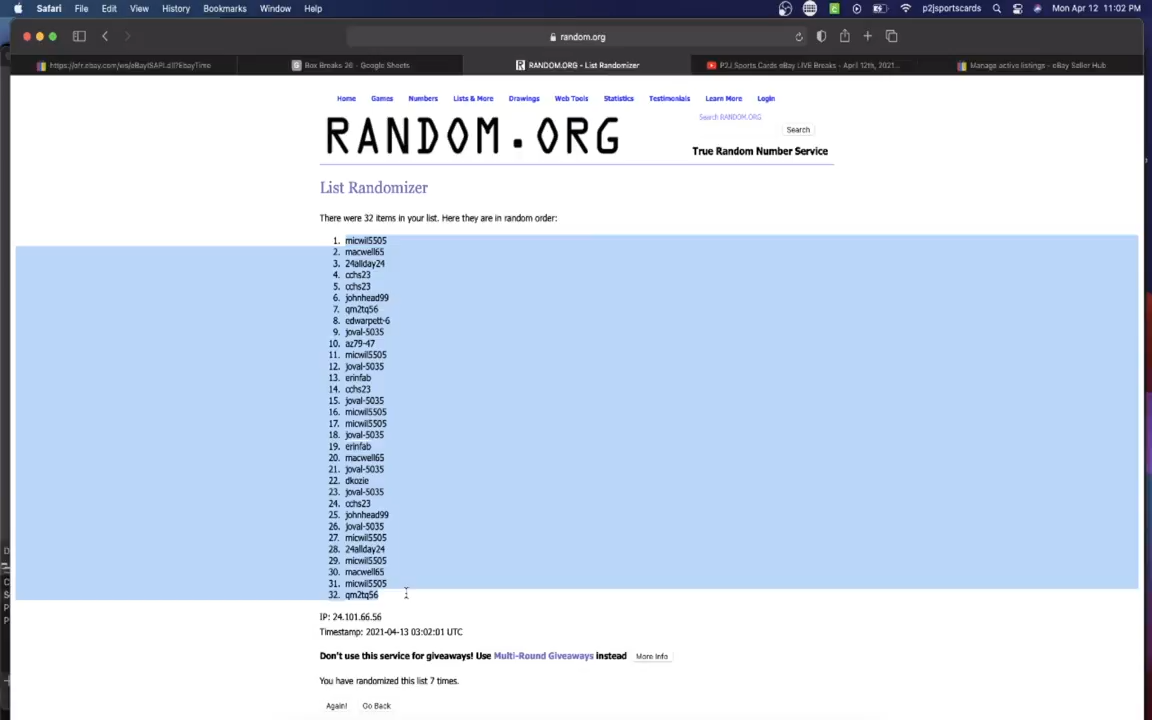 Safari File Edit View History Bookmarks Window Help p2jsportscards Mon Apr 12 11:02 PM
random.org
https://ofr.ebay.com/ws/eBayISAPI.dll?EbayTime Box Breaks 20 - Google Sheets RANDOM.ORG - List Randomizer P2J Sports Cards eBay LIVE Breaks - April 12th, 2021... Manage active listings - eBay Seller Hub
Home Games Numbers Lists & More Drawings Web Tools Statistics Testimonials Learn More Login
Search RANDOM.ORG
RANDOM.ORG
Search
True Random Number Service
List Randomizer
There were 32 items in your list. Here they are in random order:
1. micwil5505
2. macwell65
3. 24allday24
4. cchs23
5. cchs23
6. johnhead99
7. qm2tq56
8. edwarpett-6
9. joval-5035
10. az79-47
11. micwil5505
12. joval-5035
13. erinfab
14. cchs23
15. joval-5035
16. micwil5505
17. micwil5505
18. joval-5035
19. erinfab
20. macwell65
21. joval-5035
22. dkozie
23. joval-5035
24. cchs23
25. johnhead99
26. joval-5035
27. micwil5505
28. 24allday24
29. micwil5505
30. macwell65
31. micwil5505
32. qm2tq56
IP: 24.101.66.56
Timestamp: 2021-04-13 03:02:01 UTC
Don't use this service for giveaways! Use Multi-Round Giveaways instead More Info
You have randomized this list 7 times.
Again! Go Back